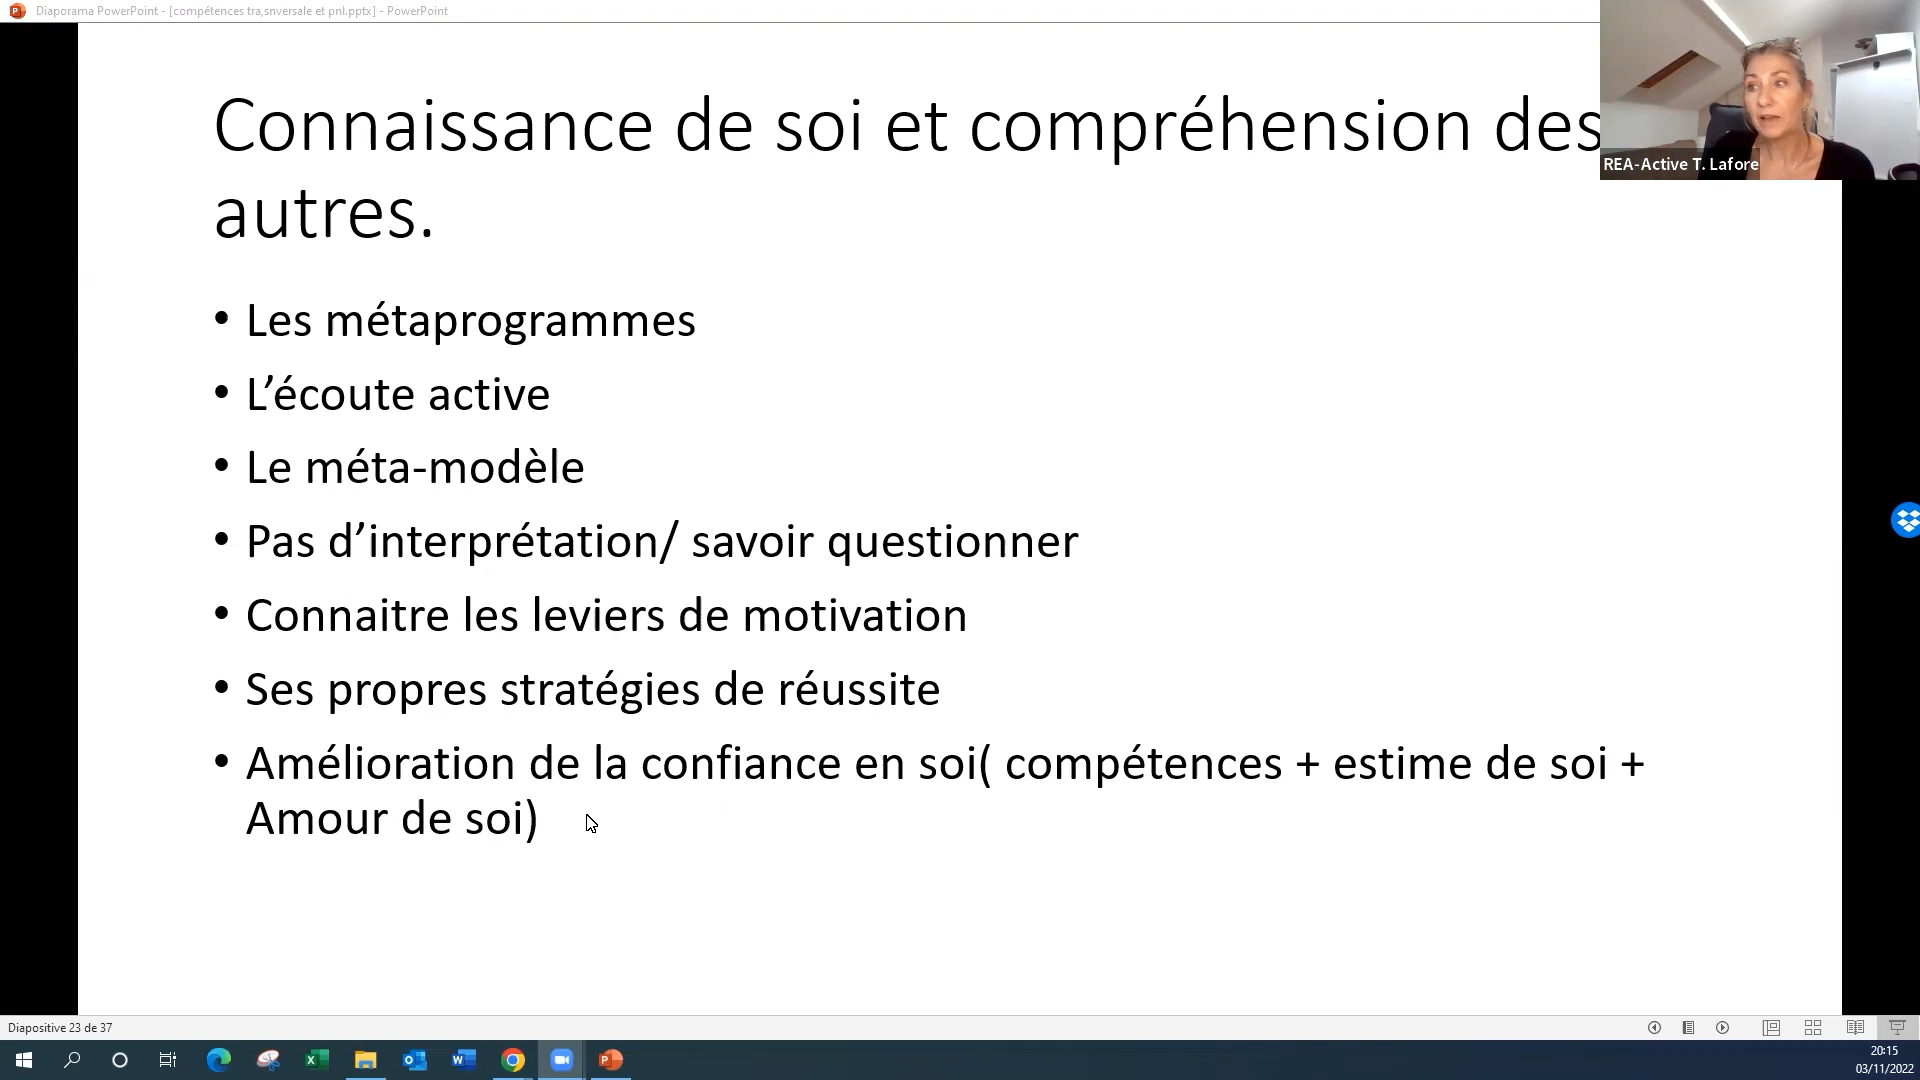 Diaporama PowerPoint - [compétences tra,snversale et pnl.pptx] - PowerPoint
Connaissance de soi et compréhension des
autres.
REA-Active T. Lafore
• Les métaprogrammes
• L’écoute active
• Le méta-modèle
• Pas d’interprétation/ savoir questionner
• Connaitre les leviers de motivation
• Ses propres stratégies de réussite
• Amélioration de la confiance en soi( compétences + estime de soi +
Amour de soi)
Diapositive 23 de 37
20:15
03/11/2022